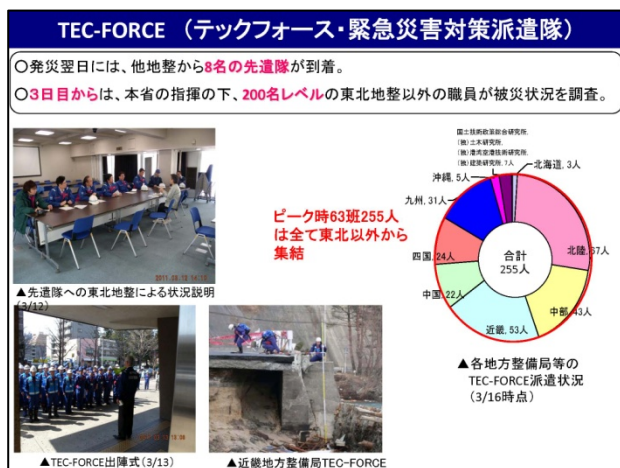 TEC-FORCE （テックフォース・緊急災害対策派遣隊）
○発災翌日には、他地整から8名の先遣隊が到着。
○３日目からは、本省の指揮の下、200名レベルの東北地整以外の職員が被災状況を調査。
▲先遣隊への東北地整による状況説明
(3/12)
▲TEC-FORCE出陣式(3/13)
▲近畿地方整備局TEC-FORCE
ピーク時63班255人
は全て東北以外から
集結
国土技術政策総合研究所,
(独)土木研究所,
(独)港湾空港技術研究所,
(独)建築研究所, 7人
北海道, 3人
沖縄, 5人
九州, 31人
北陸, 67人
四国, 24人
合計
255人
中国, 22人
中部, 43人
近畿, 53人
▲各地方整備局等の
TEC-FORCE派遣状況
（3/16時点）